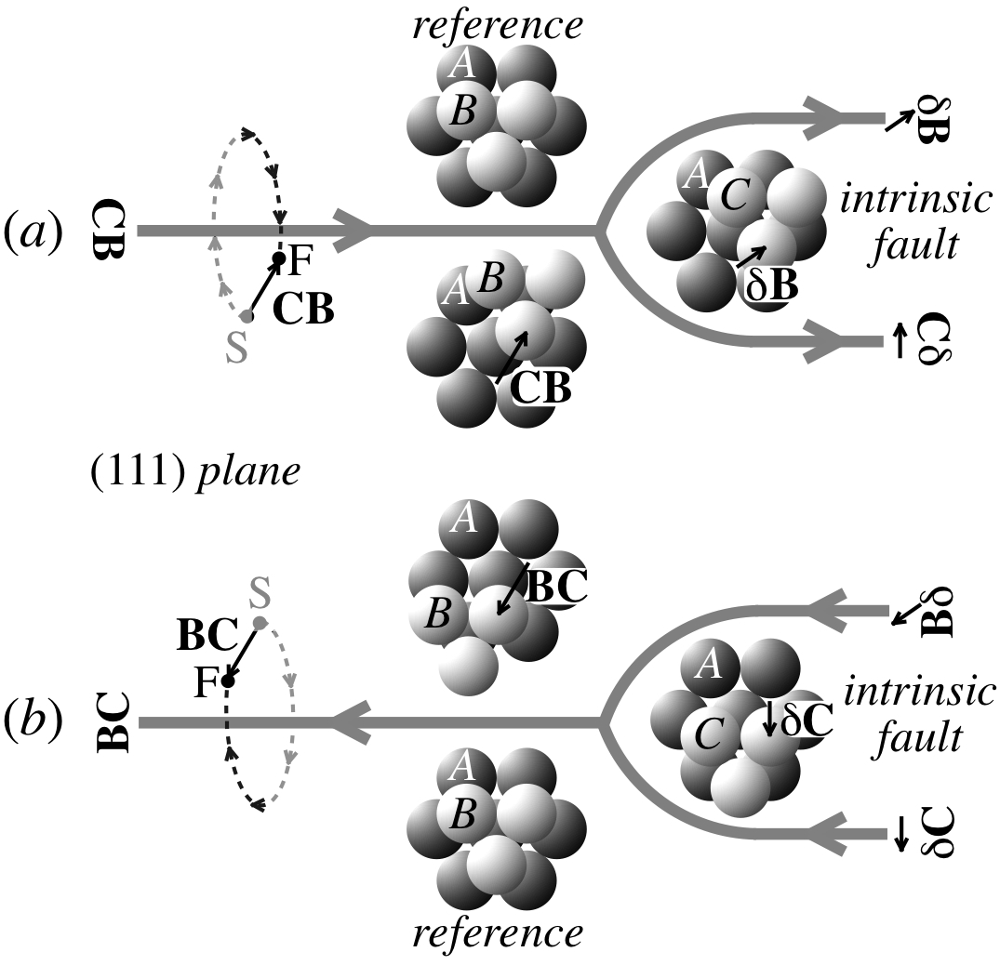 reference
A
B
δB
(a)
CB
A
C
intrinsic
fault
F
CB
S
δB
A
B
CB
Cδ
(111) plane
A
BC
B
S
BC
F
Bδ
(b)
BC
A
C
δC
intrinsic
fault
A
B
δC
reference